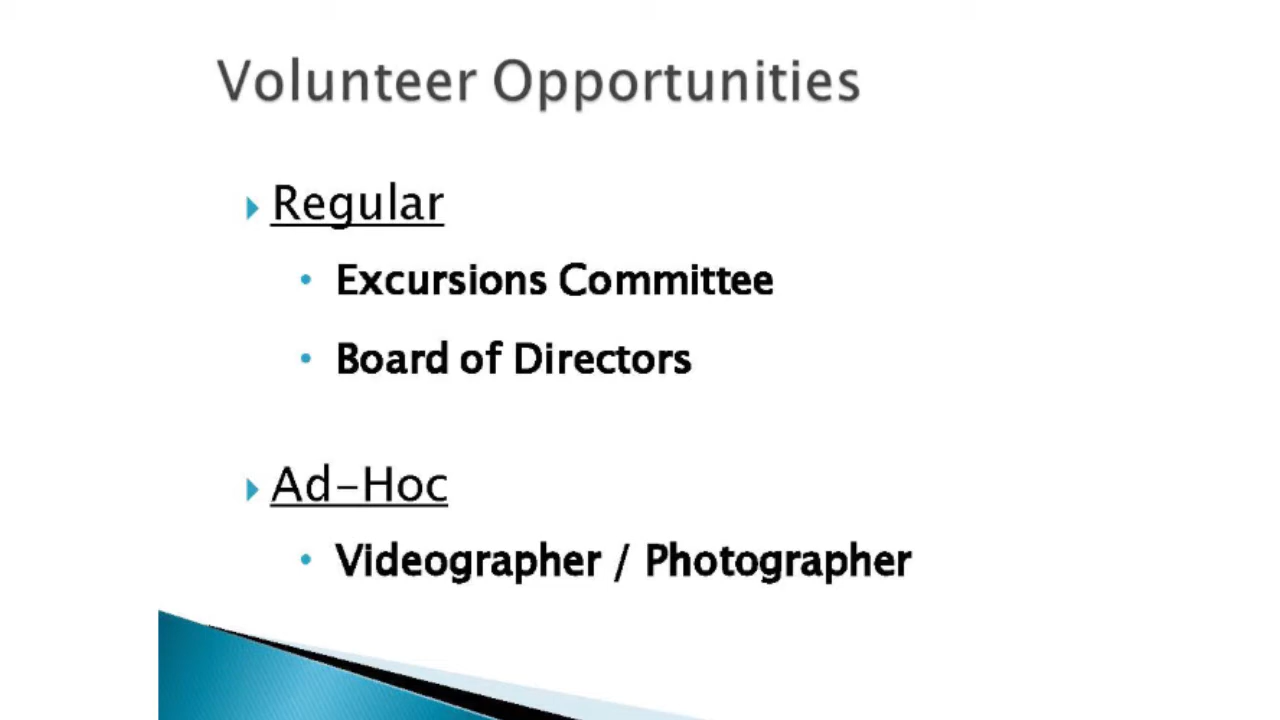 Volunteer Opportunities
Regular
Excursions Committee
Board of Directors
Ad-Hoc
Videographer / Photographer